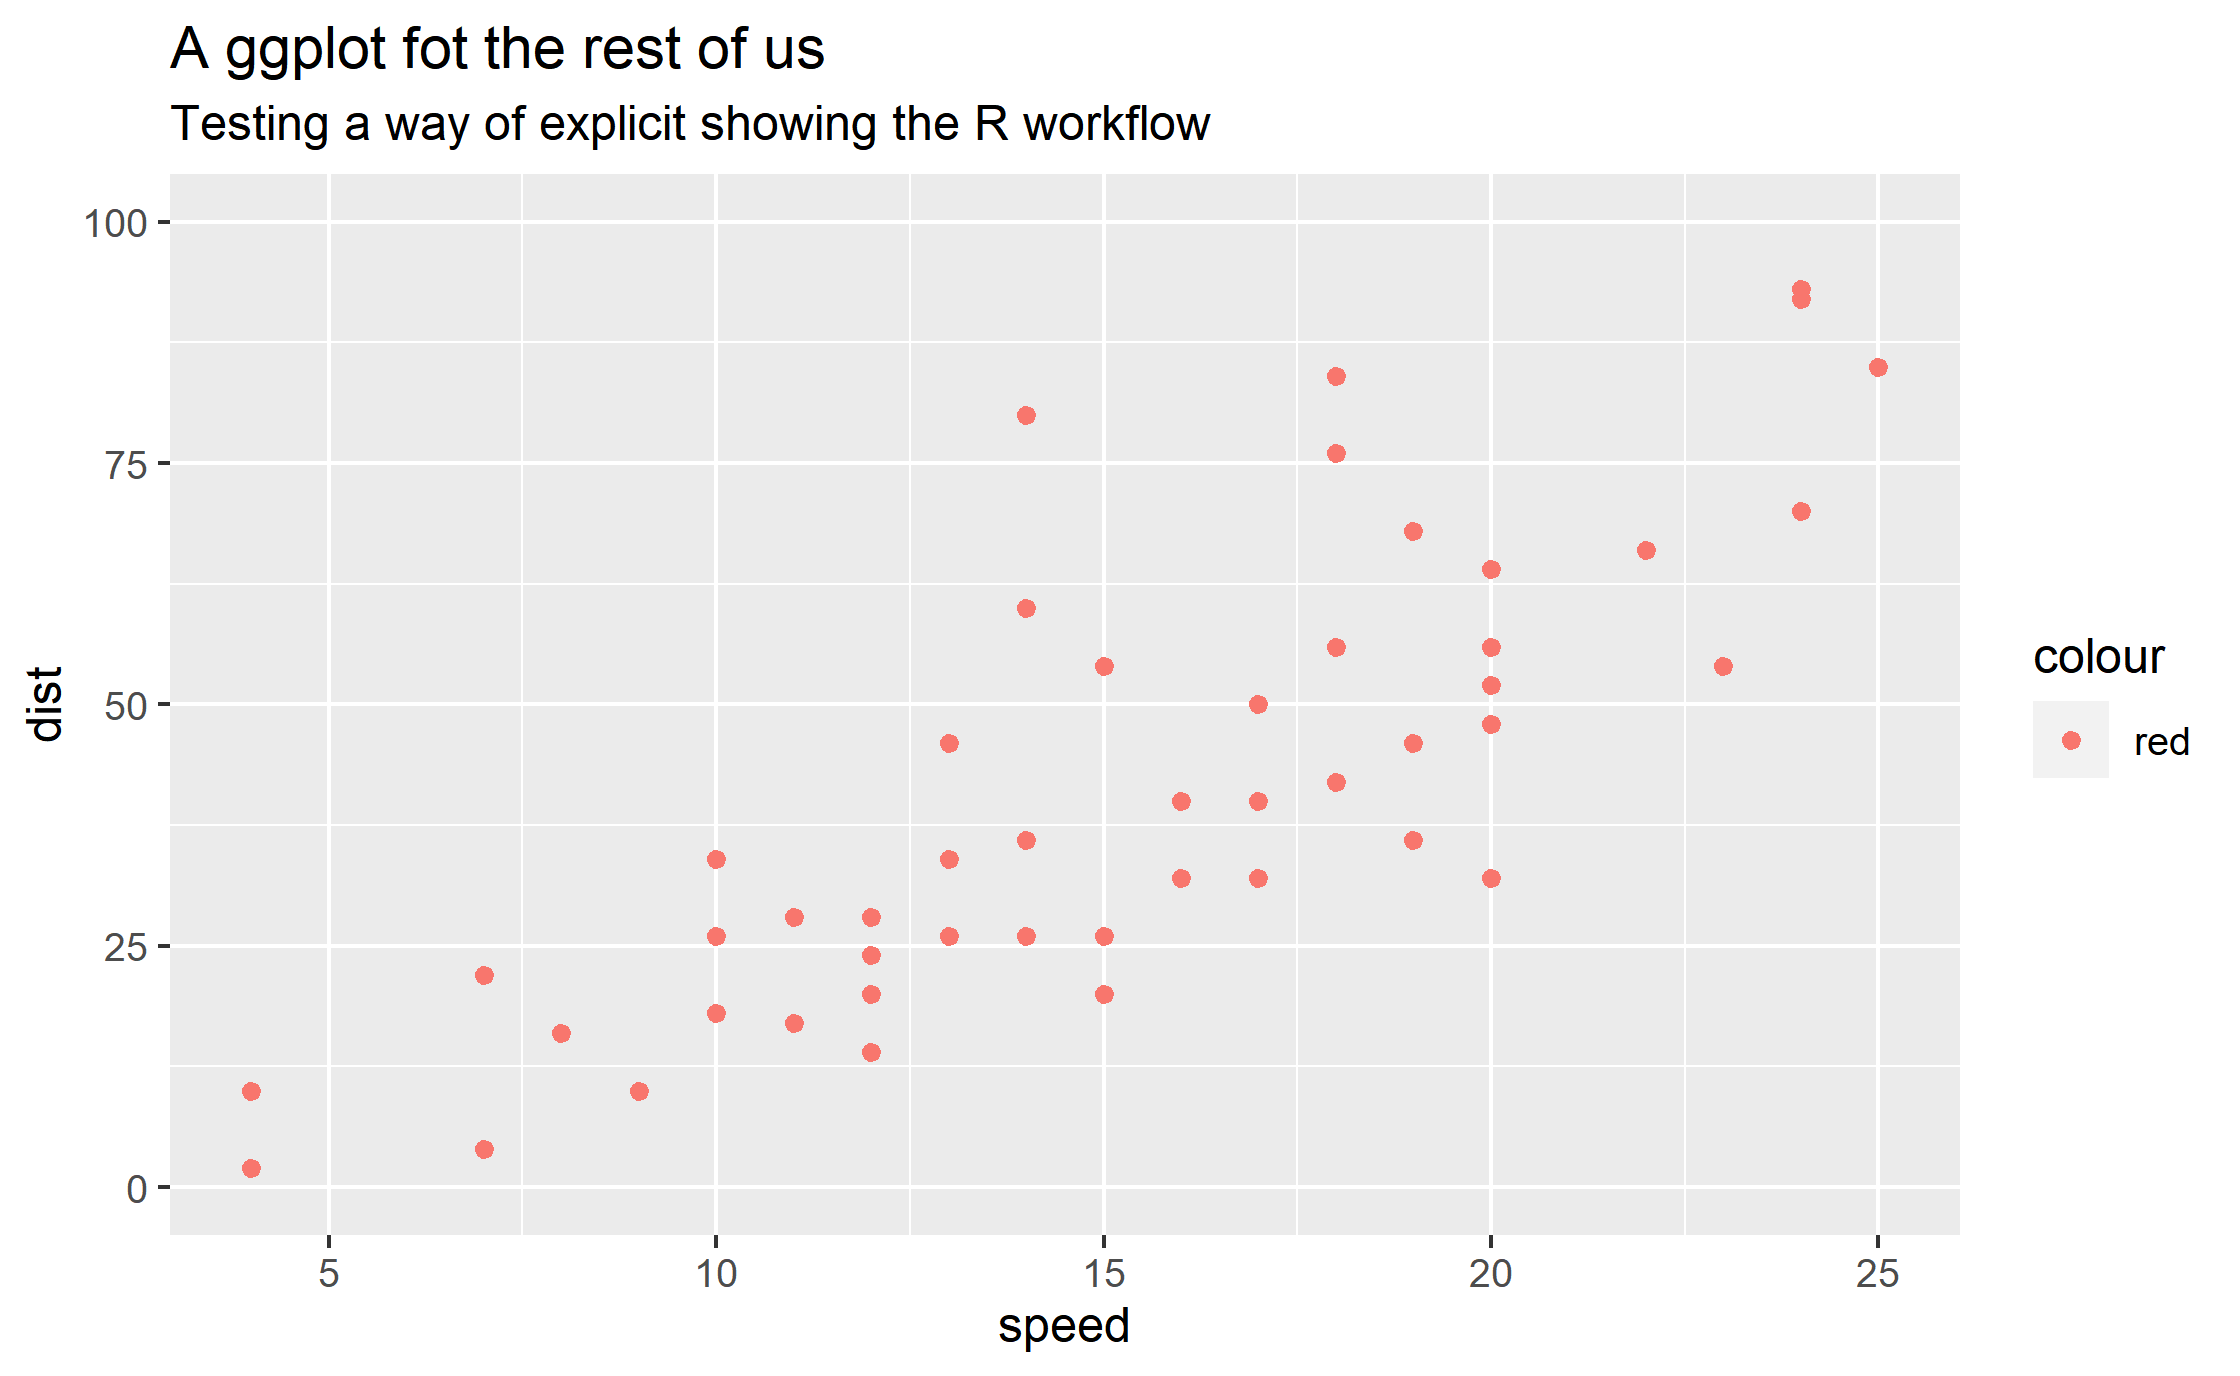 A ggplot fot the rest of us
Testing a way of explicit showing the R workflow
100
75
50
25
0
dist
5 10 15 20 25
speed
colour
red